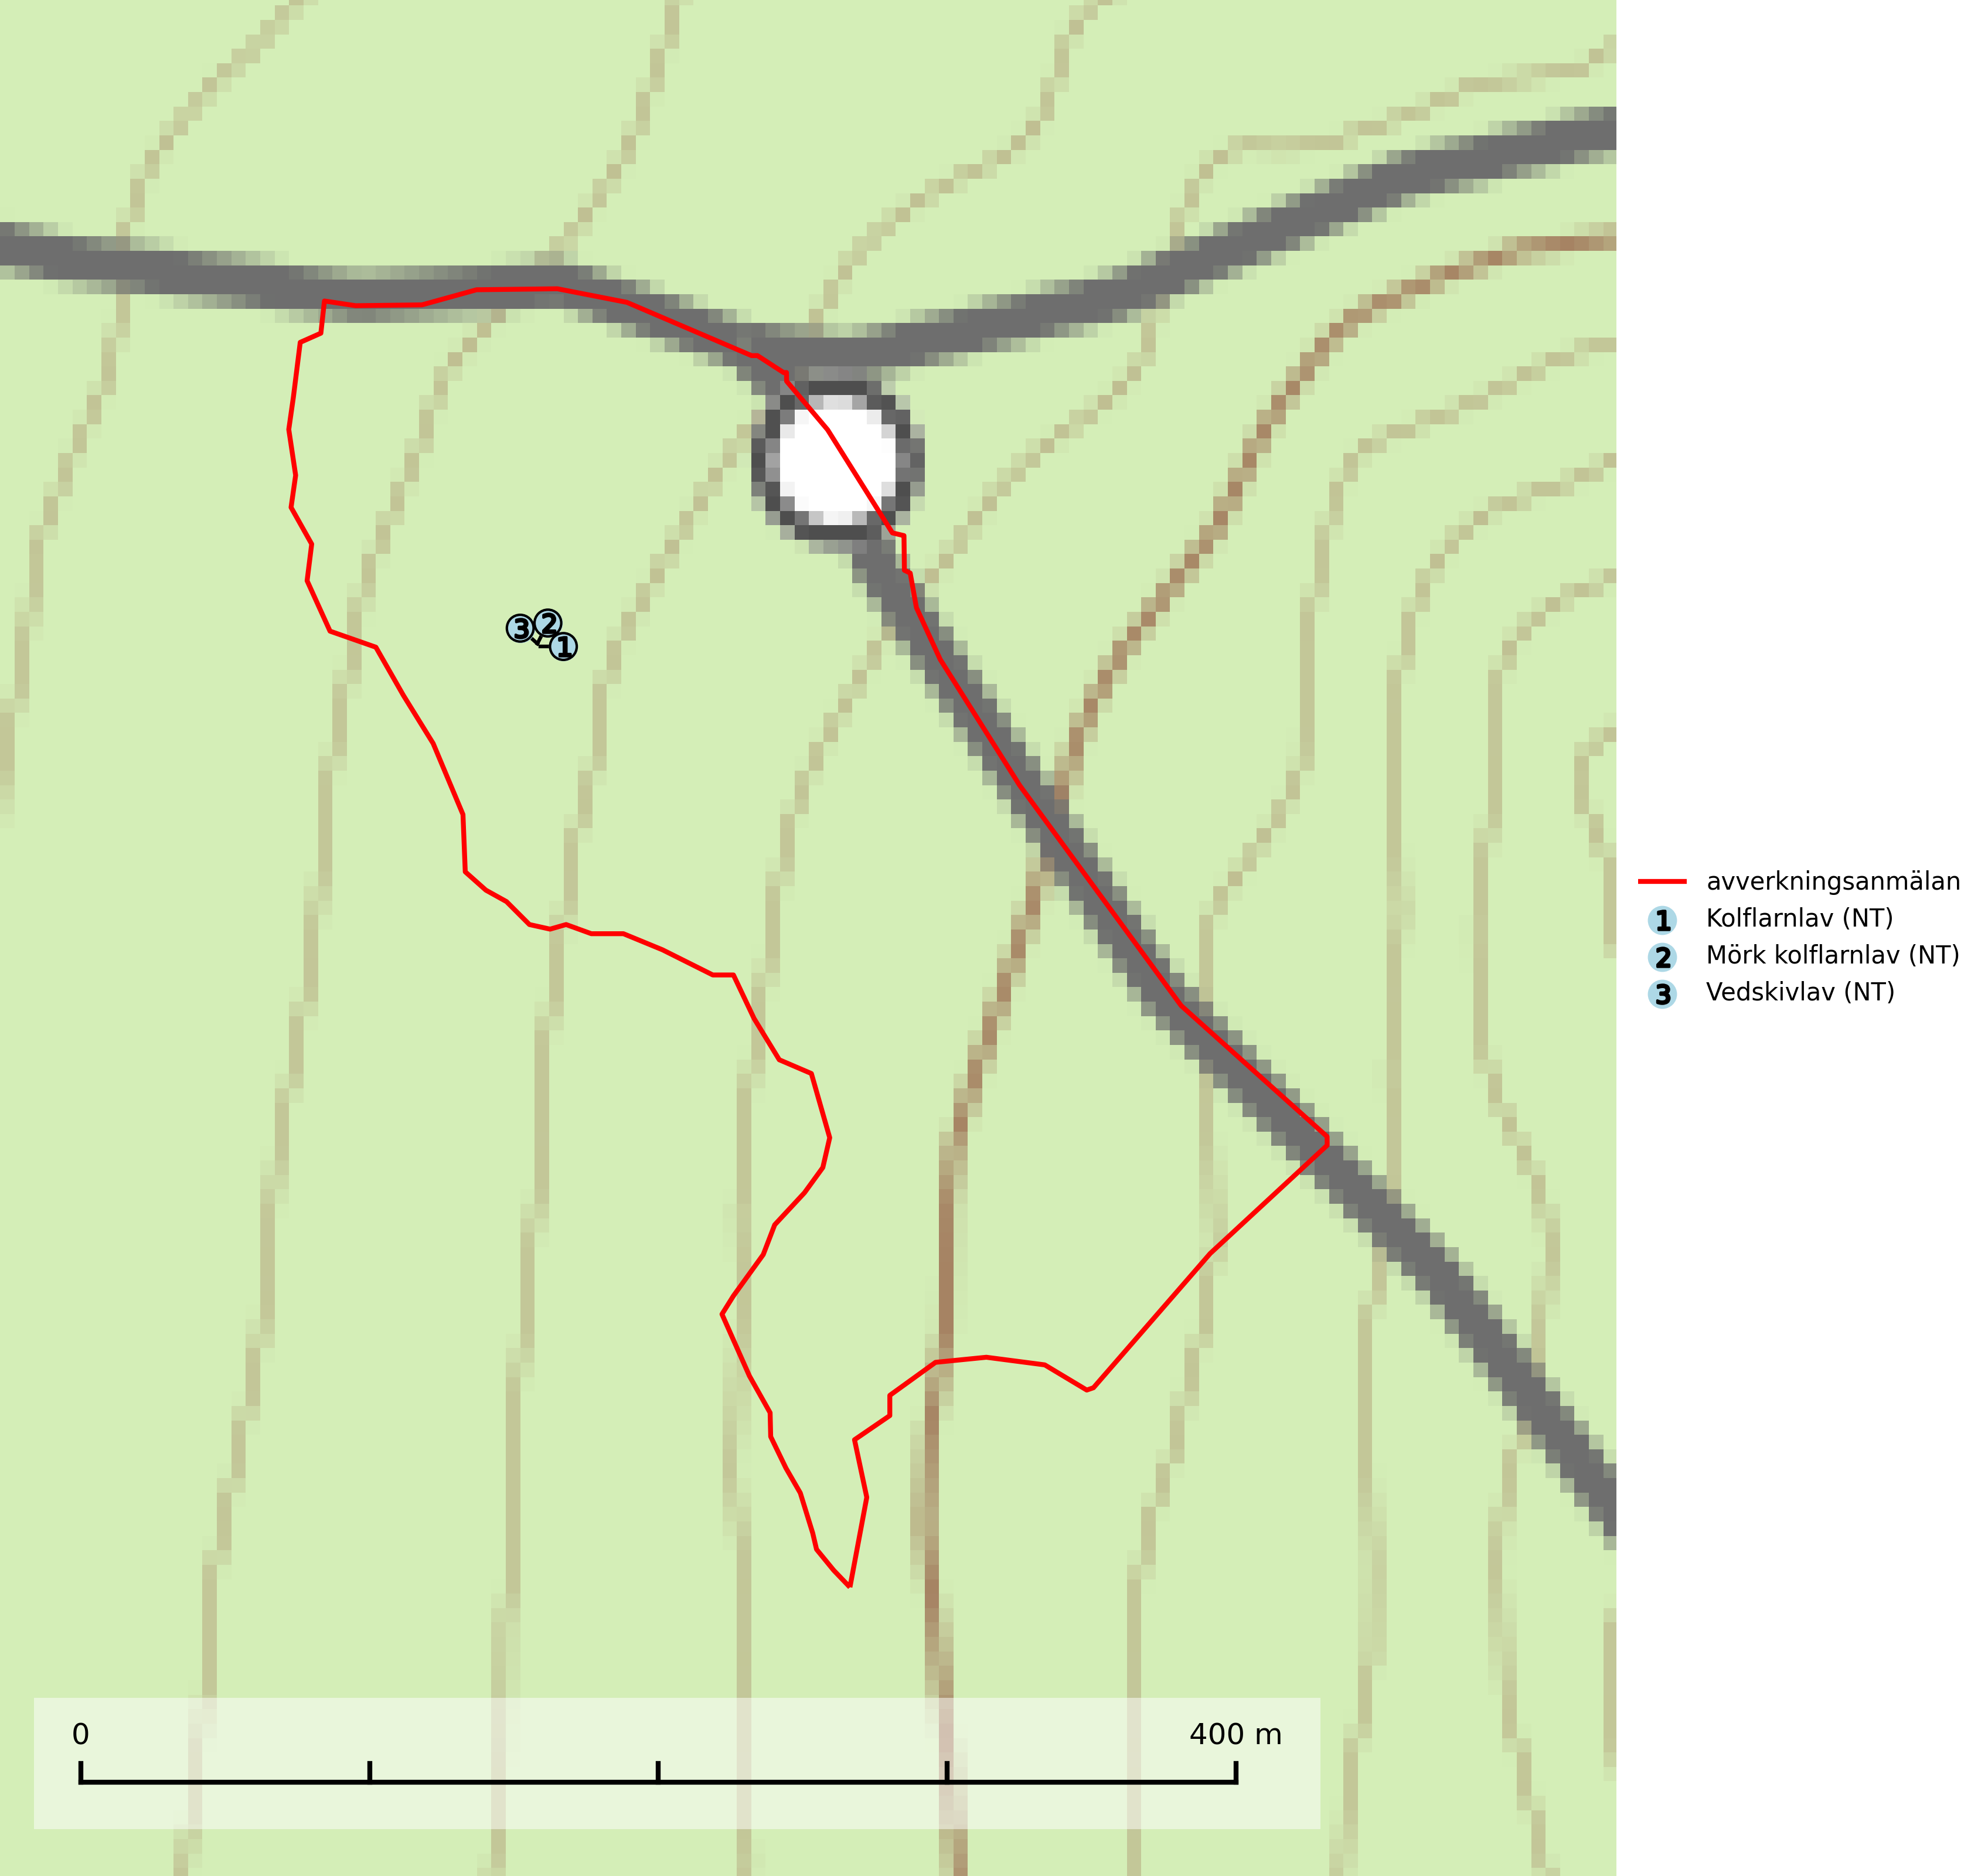 3 2
1
avverkningsanmälan
1 Kolflarnlav (NT)
2 Mörk kolflarnlav (NT)
3 Vedskivlav (NT)
0 400 m